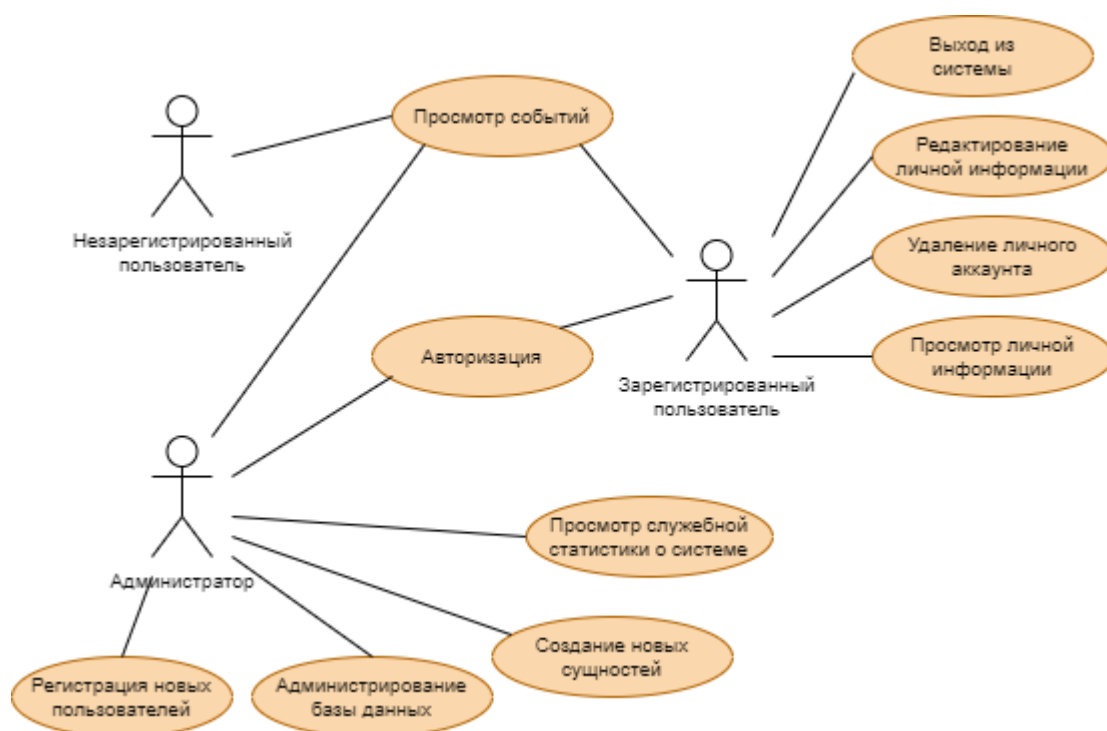 Выход из
системы
Просмотр событий
Редактирование
личной информации
Незарегистрированный
пользователь
Удаление личного
аккаунта
Авторизация
Просмотр личной
информации
Зарегистрированный
пользователь
Просмотр служебной
статистики о системе
Администратор
Создание новых
сущностей
Регистрация новых
пользователей
Администрирование
базы данных